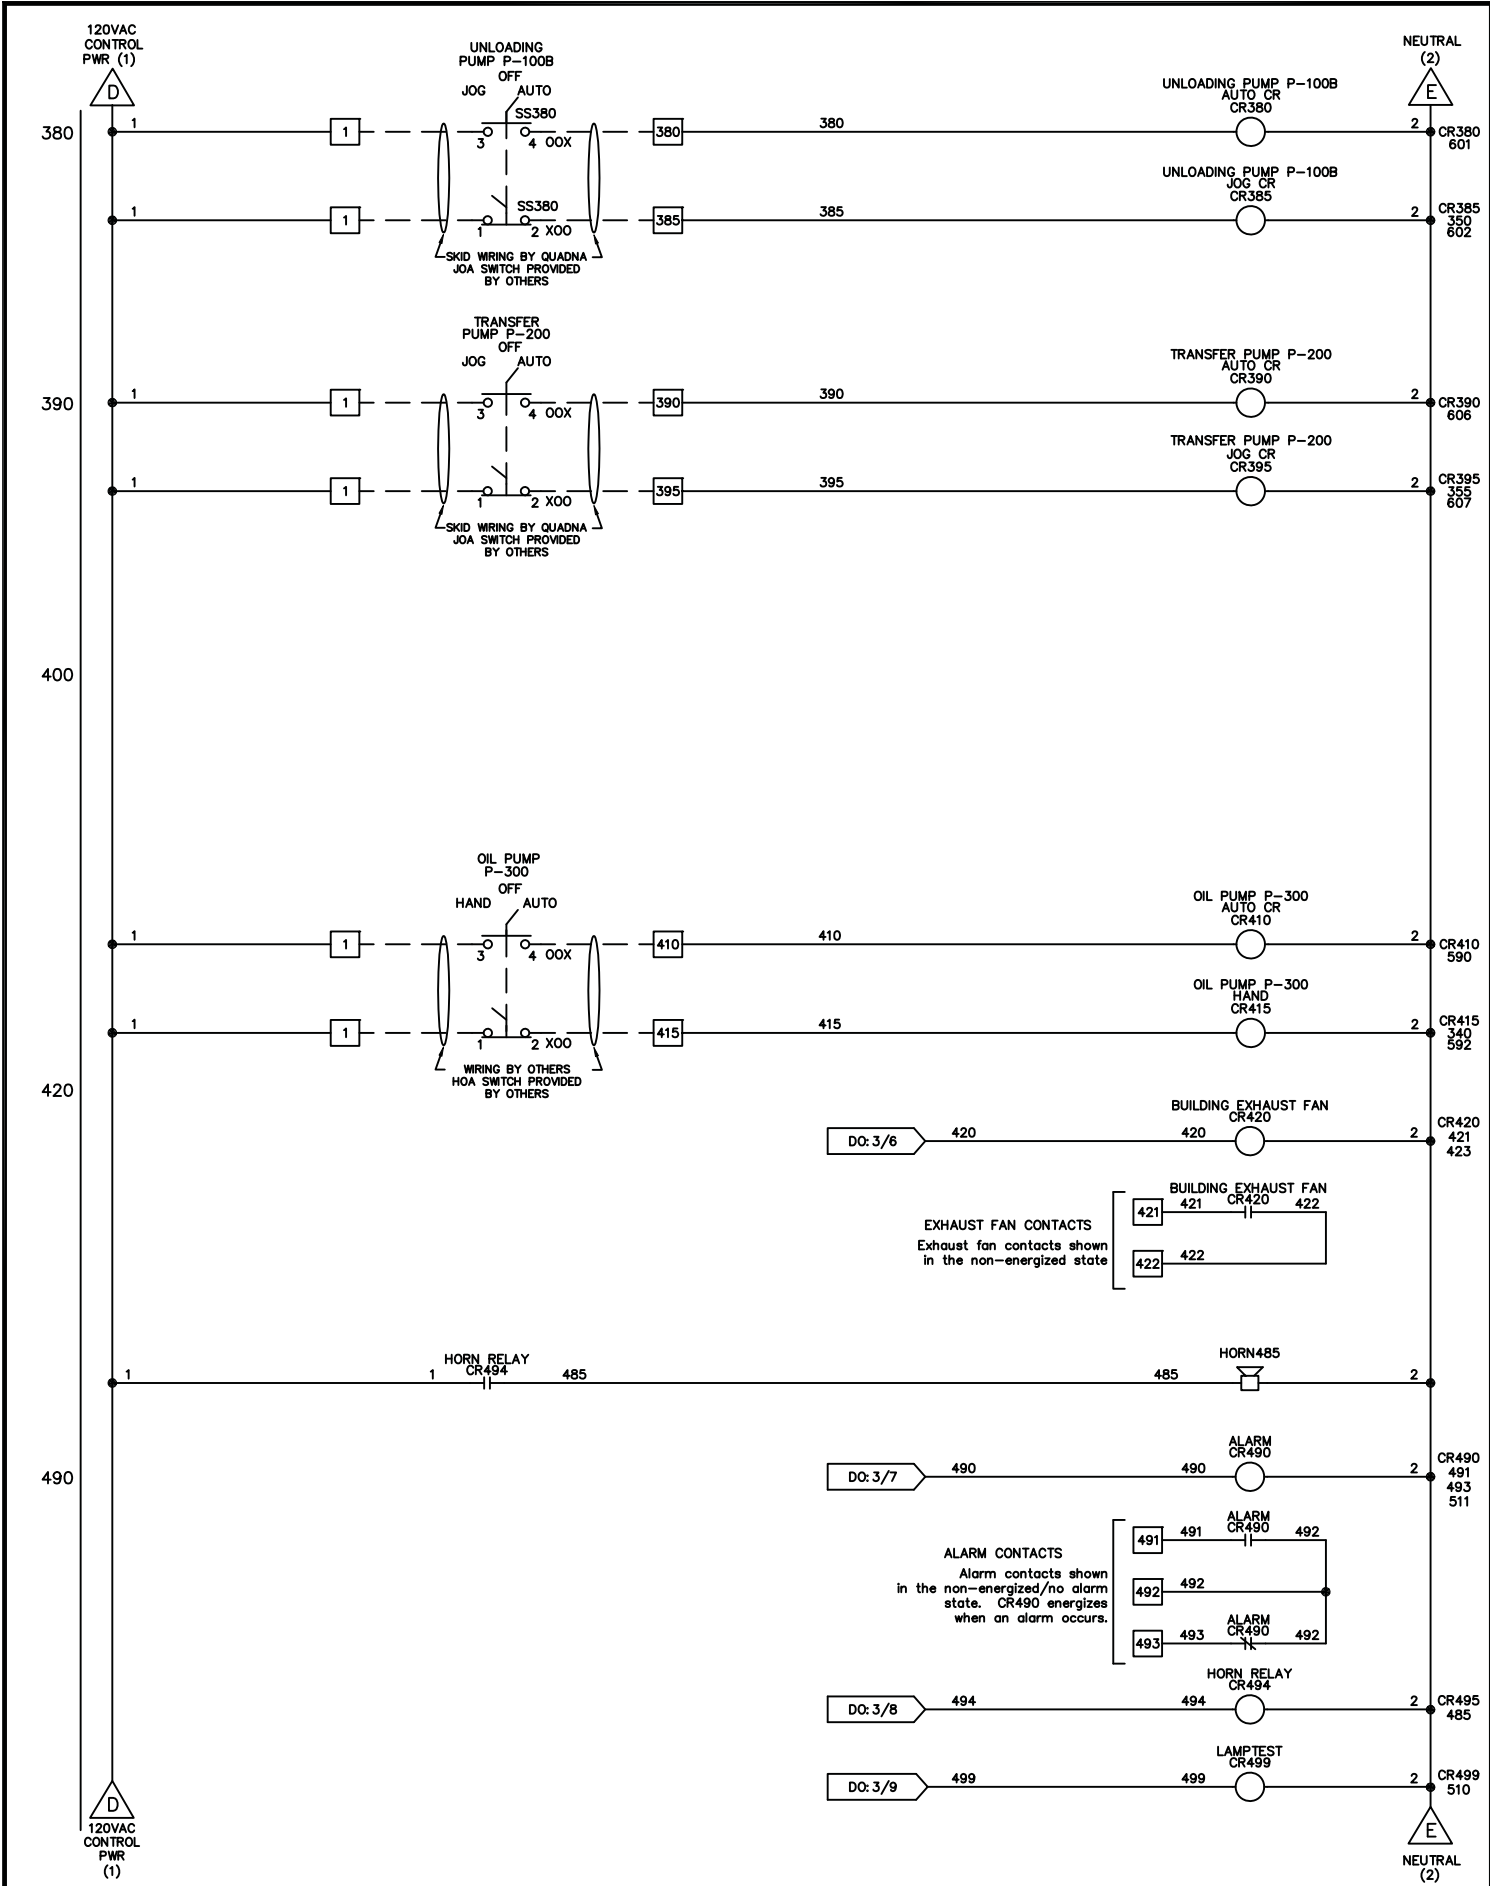 120VAC
CONTROL
PWR (1)
D
NEUTRAL
(2)
E
UNLOADING
PUMP P-100B
OFF
JOG AUTO
SS380
UNLOADING PUMP P-100B
AUTO CR
CR380
380 1 1 3 4 OOX 380 380 2 CR380
601
UNLOADING PUMP P-100B
JOG CR
CR385
SS380
1 1 1 2 XOO 385 385 2 CR385
350
602
SKID WIRING BY QUADNA
JOA SWITCH PROVIDED
BY OTHERS
TRANSFER
PUMP P-200
OFF
JOG AUTO
TRANSFER PUMP P-200
AUTO CR
CR390
390 1 1 3 4 OOX 390 390 2 CR390
606
TRANSFER PUMP P-200
JOG CR
CR395
1 1 1 2 XOO 395 395 2 CR395
355
607
SKID WIRING BY QUADNA
JOA SWITCH PROVIDED
BY OTHERS
400
OIL PUMP
P-300
OFF
HAND AUTO
OIL PUMP P-300
AUTO CR
CR410
1 1 3 4 OOX 410 410 2 CR410
590
OIL PUMP P-300
HAND
CR415
1 1 1 2 XOO 415 415 2 CR415
340
592
WIRING BY OTHERS
HOA SWITCH PROVIDED
BY OTHERS
420
BUILDING EXHAUST FAN
CR420
DO:3/6 420 420 2 CR420
421
423
BUILDING EXHAUST FAN
CR420
421 421 422
EXHAUST FAN CONTACTS
Exhaust fan contacts shown
in the non-energized state
422 422
HORN RELAY
CR494
HORN485
1 1 485 485 2
ALARM
CR490
490 DO:3/7 490 490 2 CR490
491
493
511
ALARM
CR490
491 491 492
ALARM CONTACTS
Alarm contacts shown
in the non-energized/no alarm
state. CR490 energizes
when an alarm occurs.
492 492
ALARM
CR490
493 493 492
HORN RELAY
CR494
DO:3/8 494 494 2 CR495
485
LAMPTEST
CR499
DO:3/9 499 499 2 CR499
510
D
120VAC
CONTROL
PWR
(1)
E
NEUTRAL
(2)